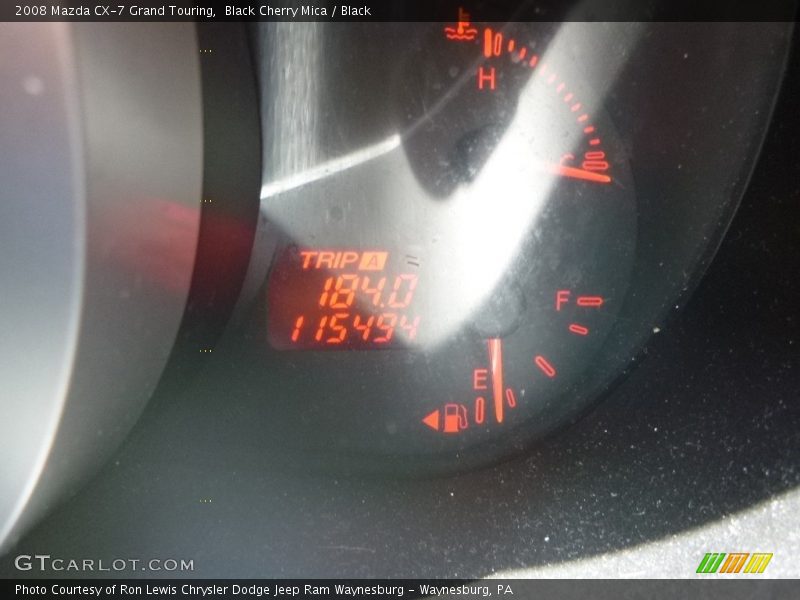 2008 Mazda CX-7 Grand Touring,  Black Cherry Mica / Black
H
TRIP A
184.0
115494
F
E
GTCARLOT.COM
Photo Courtesy of Ron Lewis Chrysler Dodge Jeep Ram Waynesburg - Waynesburg, PA